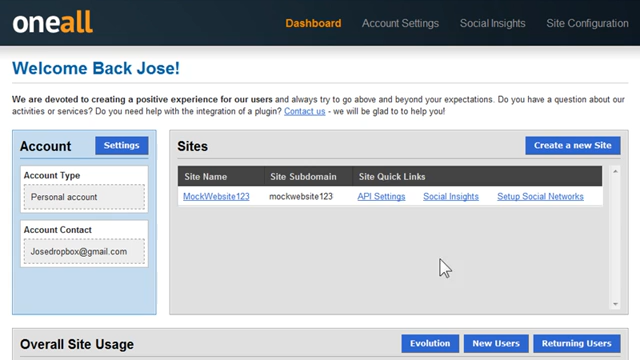 oneall
Dashboard Account Settings Social Insights Site Configuration
Welcome Back Jose!
We are devoted to creating a positive experience for our users and always try to go above and beyond your expectations. Do you have a question about our
activities or services? Do you need help with the integration of a plugin? Contact us - we will be glad to to help you!
Account Settings
Account Type
Personal account
Account Contact
Josedropbox@gmail.com
Sites Create a new Site
Site Name Site Subdomain Site Quick Links
MockWebsite123 mockwebsite123 API Settings Social Insights Setup Social Networks
Overall Site Usage Evolution New Users Returning Users